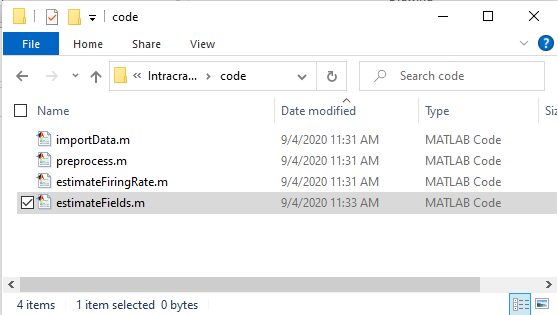 code
File Home Share View
« Intracra... > code Search code
Name Date modified Type Siz
importData.m 9/4/2020 11:31 AM MATLAB Code
preprocess.m 9/4/2020 11:31 AM MATLAB Code
estimateFiringRate.m 9/4/2020 11:31 AM MATLAB Code
estimateFields.m 9/4/2020 11:33 AM MATLAB Code
4 items 1 item selected 0 bytes